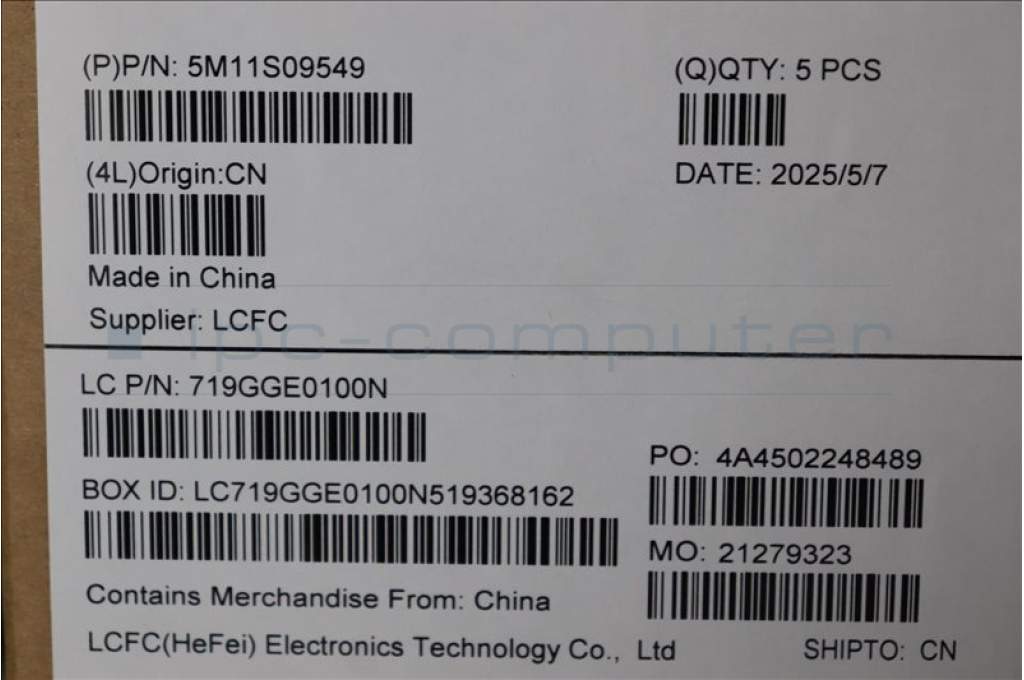 (P)P/N: 5M11S09549
(Q)QTY: 5 PCS
(4L)Origin:CN
DATE: 2025/5/7
Made in China
Supplier: LCFC
ipc-computer
LC P/N: 719GGE0100N
PO: 4A4502248489
BOX ID: LC719GGE0100N519368162
MO: 21279323
Contains Merchandise From: China
LCFC(HeFei) Electronics Technology Co., Ltd
SHIPTO: CN